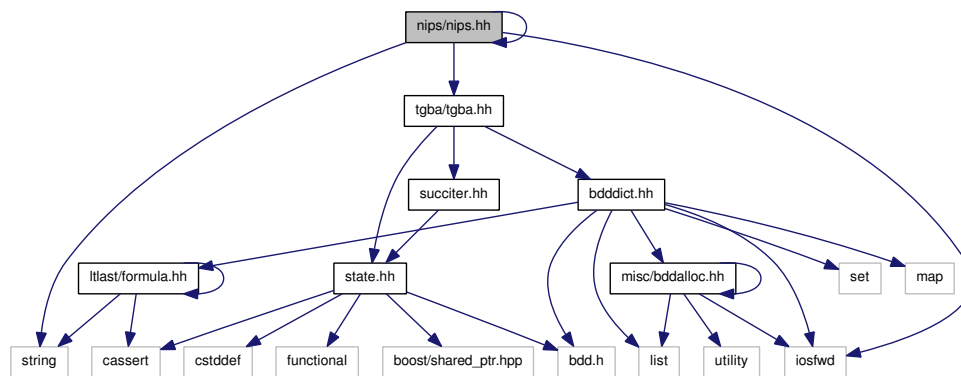 nips/nips.hh
tgba/tgba.hh
succiter.hh
bdddict.hh
ltlast/formula.hh
state.hh
misc/bddalloc.hh
set
map
string
cassert
cstddef
functional
boost/shared_ptr.hpp
bdd.h
list
utility
iosfwd